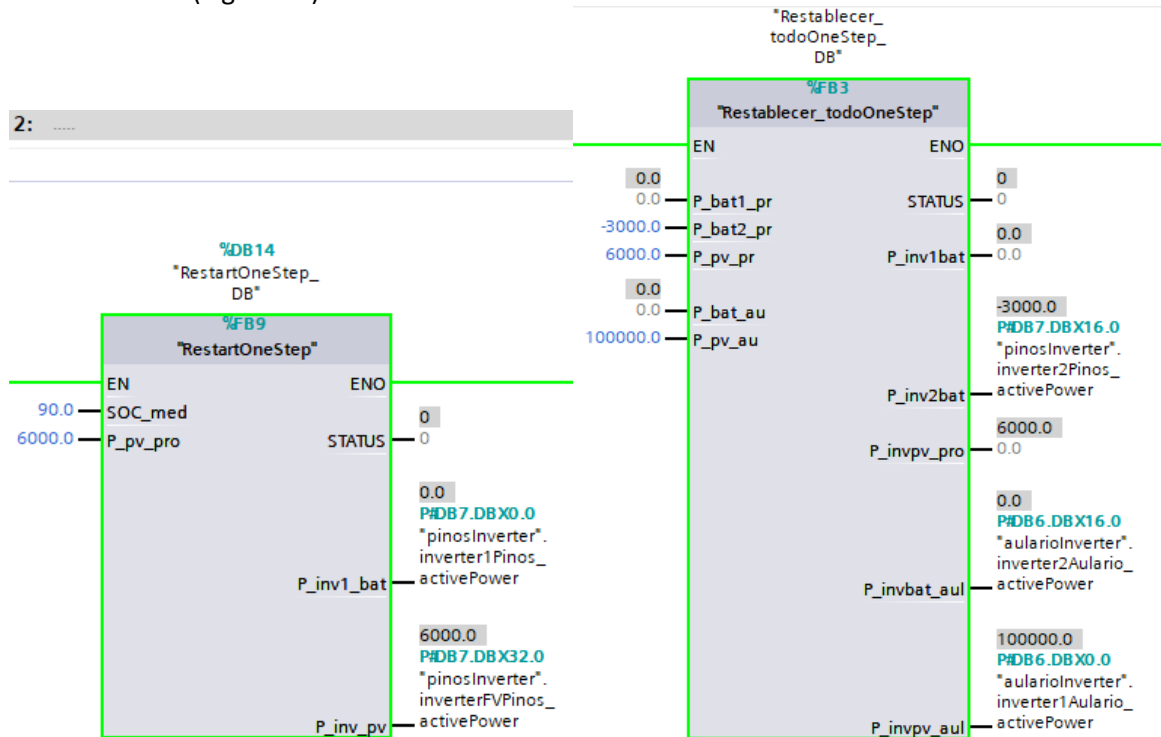 2: .....
%DB14
"RestartOneStep_
DB"
%FB9
"RestartOneStep"
EN ENO
90.0 SOC_med
0
6000.0 P_pv_pro STATUS 0
0.0
P#DB7.DBX0.0
"pinosInverter".
inverter1Pinos_
P_inv1_bat activePower
6000.0
P#DB7.DBX32.0
"pinosInverter".
inverterFVPinos_
P_inv_pv activePower
"Restablecer_
todoOneStep_
DB"
%FB3
"Restablecer_todoOneStep"
EN ENO
0.0 0
0.0 P_bat1_pr STATUS 0
-3000.0 P_bat2_pr 0.0
6000.0 P_pv_pr P_inv1bat 0.0
0.0
0.0 P_bat_au -3000.0
100000.0 P_pv_au P#DB7.DBX16.0
"pinosInverter".
inverter2Pinos_
P_inv2bat activePower
6000.0
P_invpv_pro 0.0
0.0
P#DB6.DBX16.0
"aularioInverter".
inverter2Aulario_
P_invbat_aul activePower
100000.0
P#DB6.DBX0.0
"aularioInverter".
inverter1Aulario_
P_invpv_aul activePower